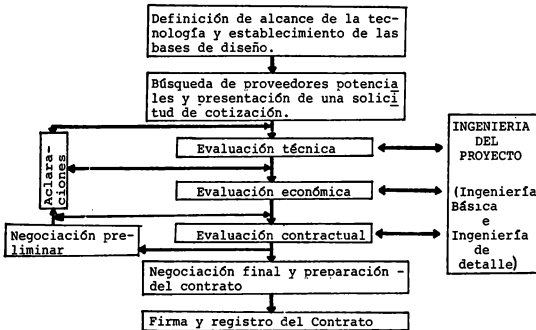 Definición de alcance de la tec-
nología y establecimiento de las
bases de diseño.
Búsqueda de proveedores potencia
les y presentación de una solici
tud de cotización.
Aclara-
ciones
Evaluación técnica
Evaluación económica
Evaluación contractual
Negociación pre-
liminar
INGENIERIA
DEL
PROYECTO
(Ingeniería
Básica
e
Ingeniería
de
detalle)
Negociación final y preparación -
del contrato
Firma y registro del Contrato